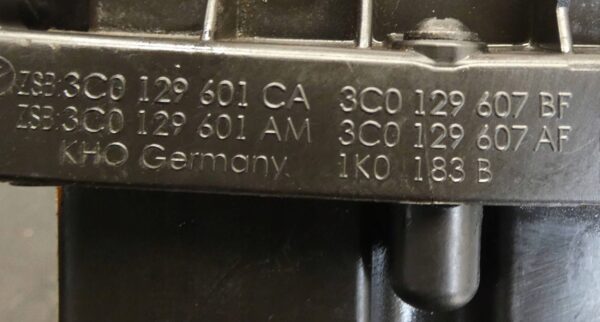 ZSB: 3C0 129 601 CA 3C0 129 607 BF
ZSB: 3C0 129 601 AM 3C0 129 607 AF
KHO Germany. 1K0 183 B